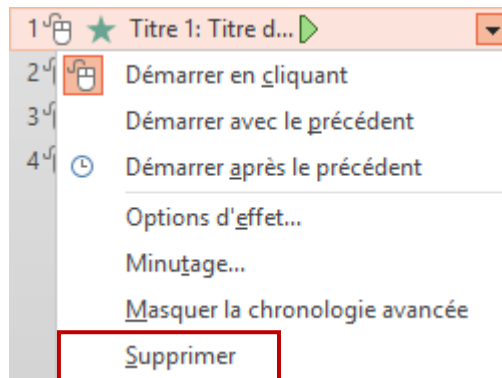 1 Titre 1: Titre d...
2 Démarrer en cliquant
3 Démarrer avec le précédent
4 Démarrer après le précédent
Options d'effet...
Minutage...
Masquer la chronologie avancée
Supprimer